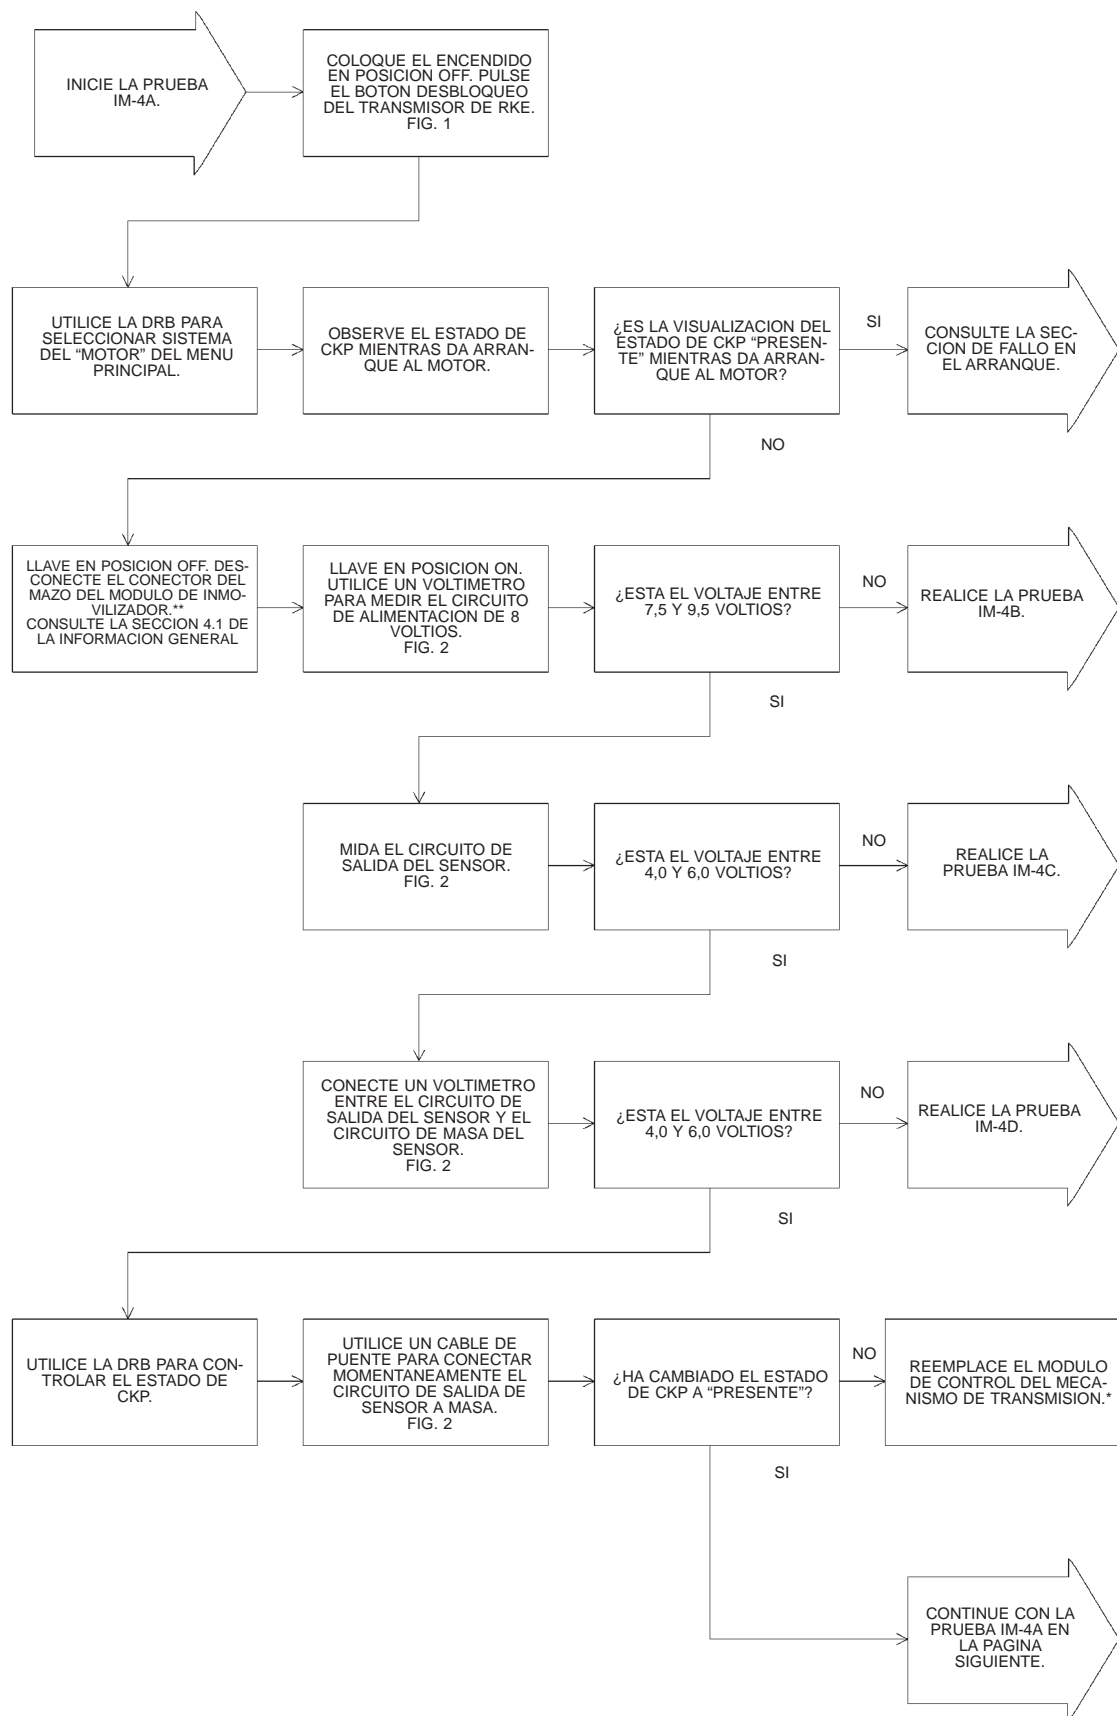 INICIE LA PRUEBA
IM-4A.
COLOQUE EL ENCENDIDO
EN POSICION OFF. PULSE
EL BOTON DESBLOQUEO
DEL TRANSMISOR DE RKE.
FIG. 1
UTILICE LA DRB PARA
SELECCIONAR SISTEMA
DEL “MOTOR” DEL MENU
PRINCIPAL.
OBSERVE EL ESTADO DE
CKP MIENTRAS DA ARRAN-
QUE AL MOTOR.
¿ES LA VISUALIZACION DEL
ESTADO DE CKP “PRESEN-
TE” MIENTRAS DA ARRAN-
QUE AL MOTOR?
SI
CONSULTE LA SEC-
CION DE FALLO EN
EL ARRANQUE.
NO
LLAVE EN POSICION OFF. DES-
CONECTE EL CONECTOR DEL
MAZO DEL MODULO DE INMO-
VILIZADOR.**
CONSULTE LA SECCION 4.1 DE
LA INFORMACION GENERAL
LLAVE EN POSICION ON.
UTILICE UN VOLTIMETRO
PARA MEDIR EL CIRCUITO
DE ALIMENTACION DE 8
VOLTIOS.
FIG. 2
¿ESTA EL VOLTAJE ENTRE
7,5 Y 9,5 VOLTIOS?
NO
REALICE LA PRUEBA
IM-4B.
SI
MIDA EL CIRCUITO DE
SALIDA DEL SENSOR.
FIG. 2
¿ESTA EL VOLTAJE ENTRE
4,0 Y 6,0 VOLTIOS?
NO
REALICE LA
PRUEBA IM-4C.
SI
CONECTE UN VOLTIMETRO
ENTRE EL CIRCUITO DE
SALIDA DEL SENSOR Y EL
CIRCUITO DE MASA DEL
SENSOR.
FIG. 2
¿ESTA EL VOLTAJE ENTRE
4,0 Y 6,0 VOLTIOS?
NO
REALICE LA PRUEBA
IM-4D.
SI
UTILICE LA DRB PARA CON-
TROLAR EL ESTADO DE
CKP.
UTILICE UN CABLE DE
PUENTE PARA CONECTAR
MOMENTANEAMENTE EL
CIRCUITO DE SALIDA DE
SENSOR A MASA.
FIG. 2
¿HA CAMBIADO EL ESTADO
DE CKP A “PRESENTE”?
NO
REEMPLACE EL MODULO
DE CONTROL DEL MECA-
NISMO DE TRANSMISION.*
SI
CONTINUE CON LA
PRUEBA IM-4A EN
LA PAGINA
SIGUIENTE.